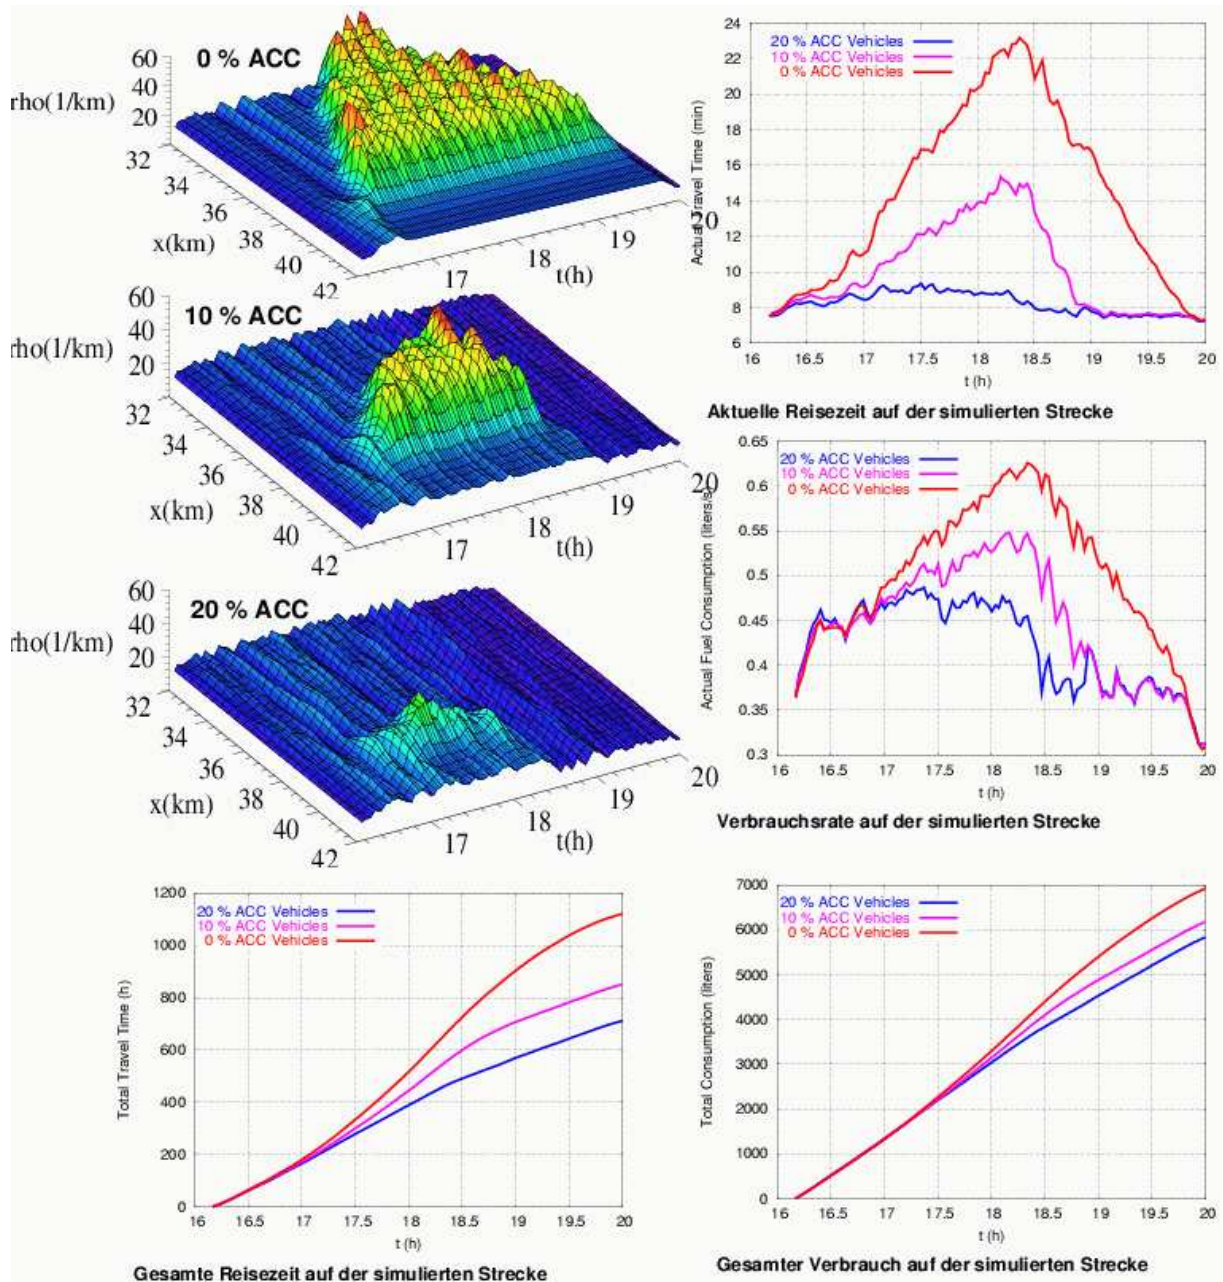 0 % ACC
60
40
20
rho(1/km)
32
34
36
38
40
42
x(km)
17
18
19
20
t(h)
10 % ACC
60
40
20
rho(1/km)
32
34
36
38
40
42
x(km)
17
18
19
20
t(h)
20 % ACC
60
40
20
rho(1/km)
32
34
36
38
40
42
x(km)
17
18
19
20
t(h)
24
22
20
18
16
14
12
10
8
6
Actual Travel Time (min)
20 % ACC Vehicles
10 % ACC Vehicles
0 % ACC Vehicles
16 16.5 17 17.5 18 18.5 19 19.5 20
t (h)
Aktuelle Reisezeit auf der simulierten Strecke
0.65
0.6
0.55
0.5
0.45
0.4
0.35
0.3
Actual Fuel Consumption (liters/s)
20 % ACC Vehicles
10 % ACC Vehicles
0 % ACC Vehicles
16 16.5 17 17.5 18 18.5 19 19.5 20
t (h)
Verbrauchsrate auf der simulierten Strecke
1200
1000
800
600
400
200
0
Total Travel Time (h)
20 % ACC Vehicles
10 % ACC Vehicles
0 % ACC Vehicles
16 16.5 17 17.5 18 18.5 19 19.5 20
t (h)
Gesamte Reisezeit auf der simulierten Strecke
7000
6000
5000
4000
3000
2000
1000
0
Total Consumption (liters)
20 % ACC Vehicles
10 % ACC Vehicles
0 % ACC Vehicles
16 16.5 17 17.5 18 18.5 19 19.5 20
t (h)
Gesamter Verbrauch auf der simulierten Strecke